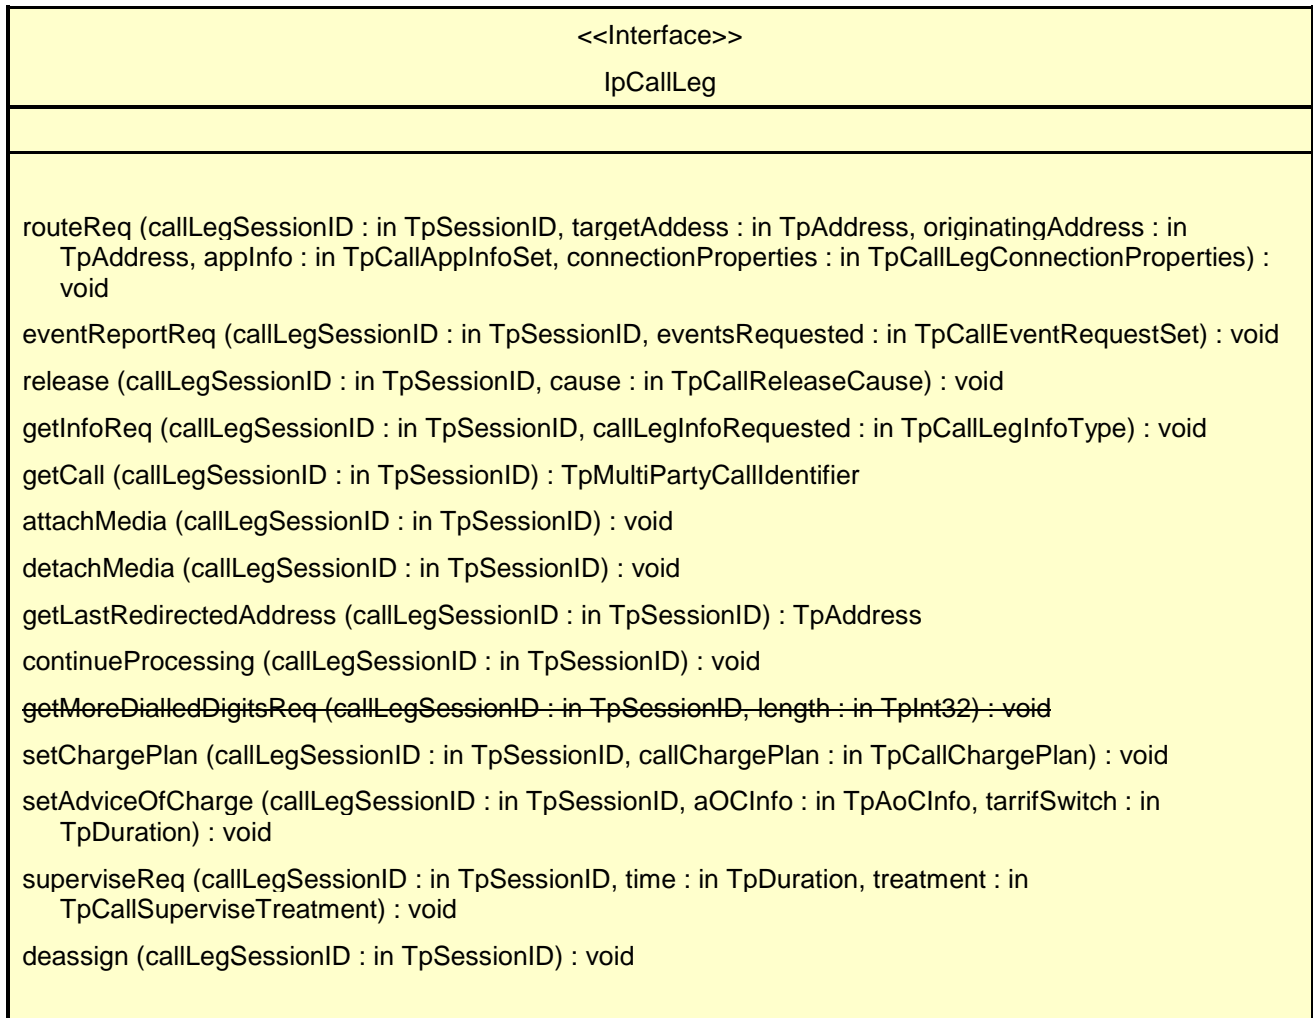 <<Interface>>
IpCallLeg
routeReq (callLegSessionID : in TpSessionID, targetAddess : in TpAddress, originatingAddress : in
TpAddress, appInfo : in TpCallAppInfoSet, connectionProperties : in TpCallLegConnectionProperties) :
void
eventReportReq (callLegSessionID : in TpSessionID, eventsRequested : in TpCallEventRequestSet) : void
release (callLegSessionID : in TpSessionID, cause : in TpCallReleaseCause) : void
getInfoReq (callLegSessionID : in TpSessionID, callLegInfoRequested : in TpCallLegInfoType) : void
getCall (callLegSessionID : in TpSessionID) : TpMultiPartyCallIdentifier
attachMedia (callLegSessionID : in TpSessionID) : void
detachMedia (callLegSessionID : in TpSessionID) : void
getLastRedirectedAddress (callLegSessionID : in TpSessionID) : TpAddress
continueProcessing (callLegSessionID : in TpSessionID) : void
getMoreDialledDigitsReq (callLegSessionID : in TpSessionID, length : in TpInt32) : void
setChargePlan (callLegSessionID : in TpSessionID, callChargePlan : in TpCallChargePlan) : void
setAdviceOfCharge (callLegSessionID : in TpSessionID, aOCInfo : in TpAoCInfo, tarrifSwitch : in
TpDuration) : void
superviseReq (callLegSessionID : in TpSessionID, time : in TpDuration, treatment : in
TpCallSuperviseTreatment) : void
deassign (callLegSessionID : in TpSessionID) : void